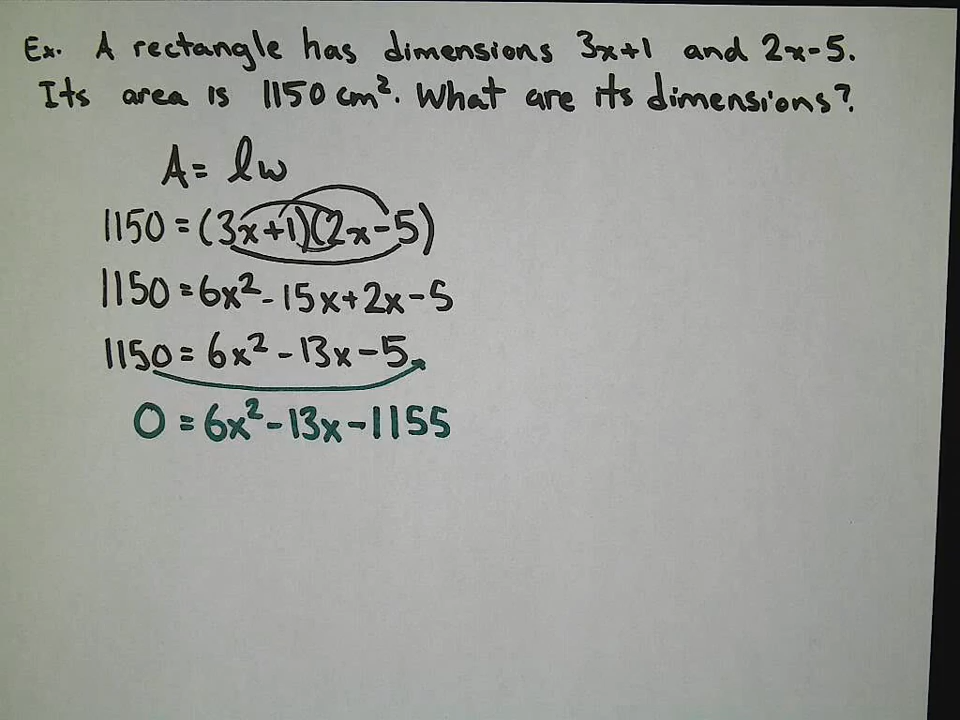 Ex. A rectangle has dimensions 3x+1 and 2x-5.
Its area is 1150 cm². What are its dimensions?
A = lw
1150 = (3x+1)(2x-5)
1150 = 6x² - 15x + 2x - 5
1150 = 6x² - 13x - 5
0 = 6x² - 13x - 1155